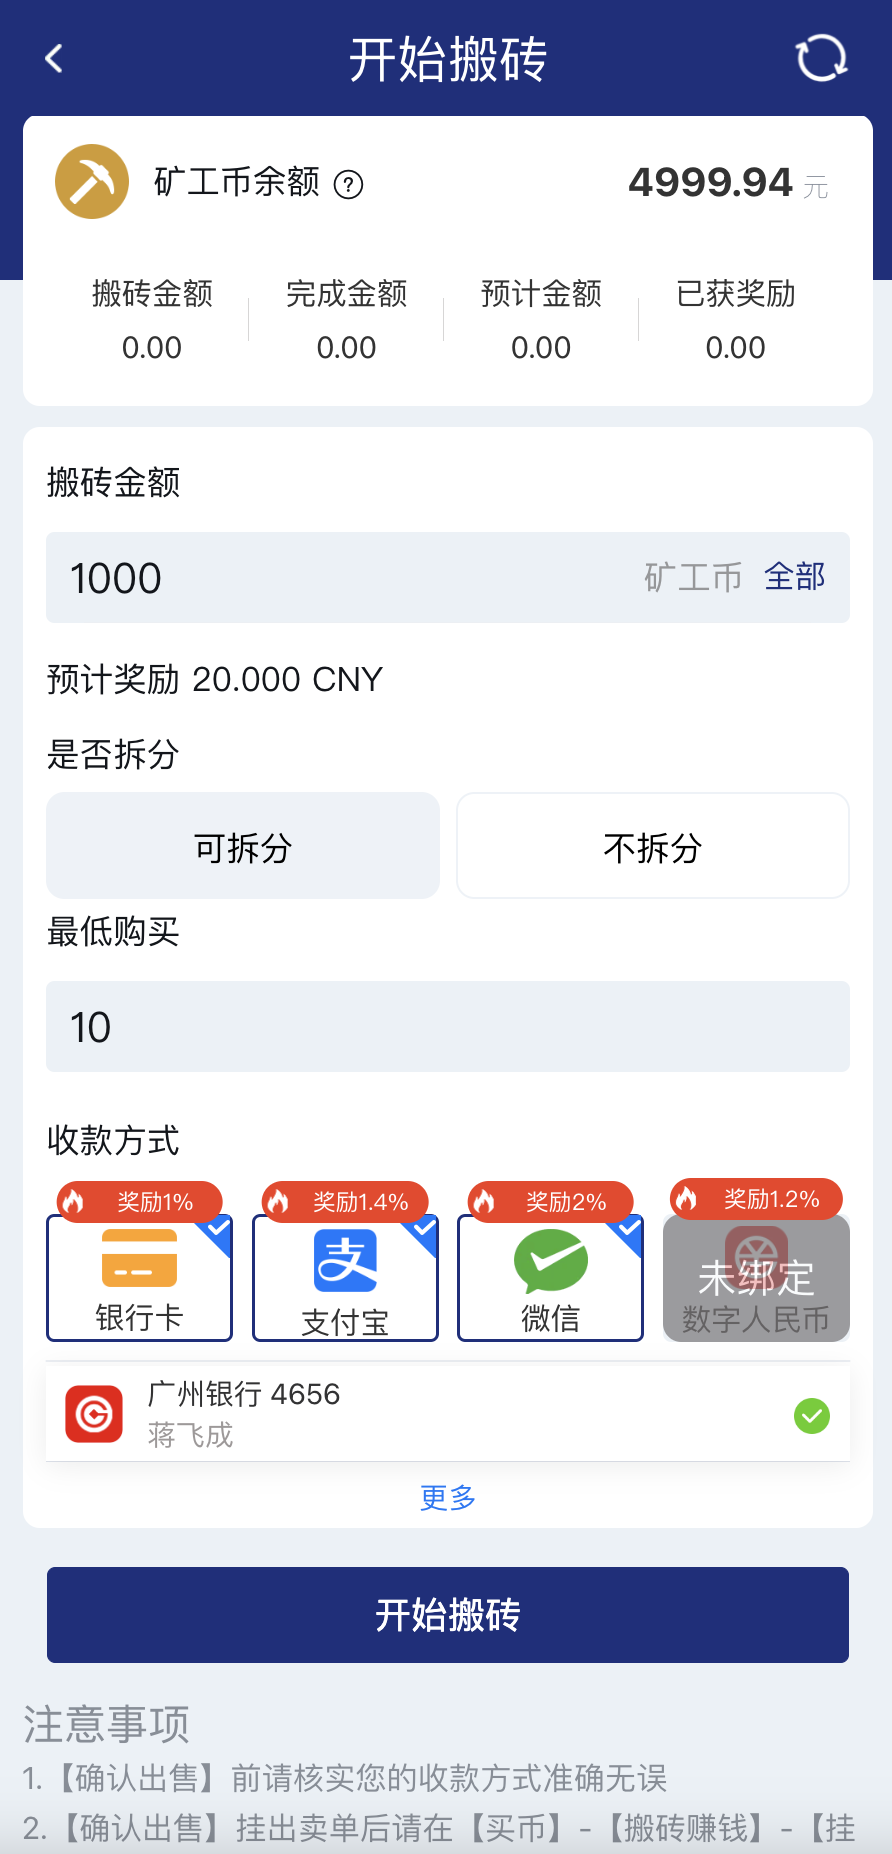 开始搬砖
矿工币余额 ? 4999.94 元
搬砖金额 完成金额 预计金额 已获奖励
0.00 0.00 0.00 0.00
搬砖金额
1000 矿工币 全部
预计奖励 20.000 CNY
是否拆分
可拆分 不拆分
最低购买
10
收款方式
奖励1% 奖励1.4% 奖励2% 奖励1.2%
支 未绑定
银行卡 支付宝 微信 数字人民币
广州银行 4656
蒋飞成
更多
开始搬砖
注意事项
1.【确认出售】前请核实您的收款方式准确无误
2.【确认出售】挂出卖单后请在【买币】-【搬砖赚钱】-【挂